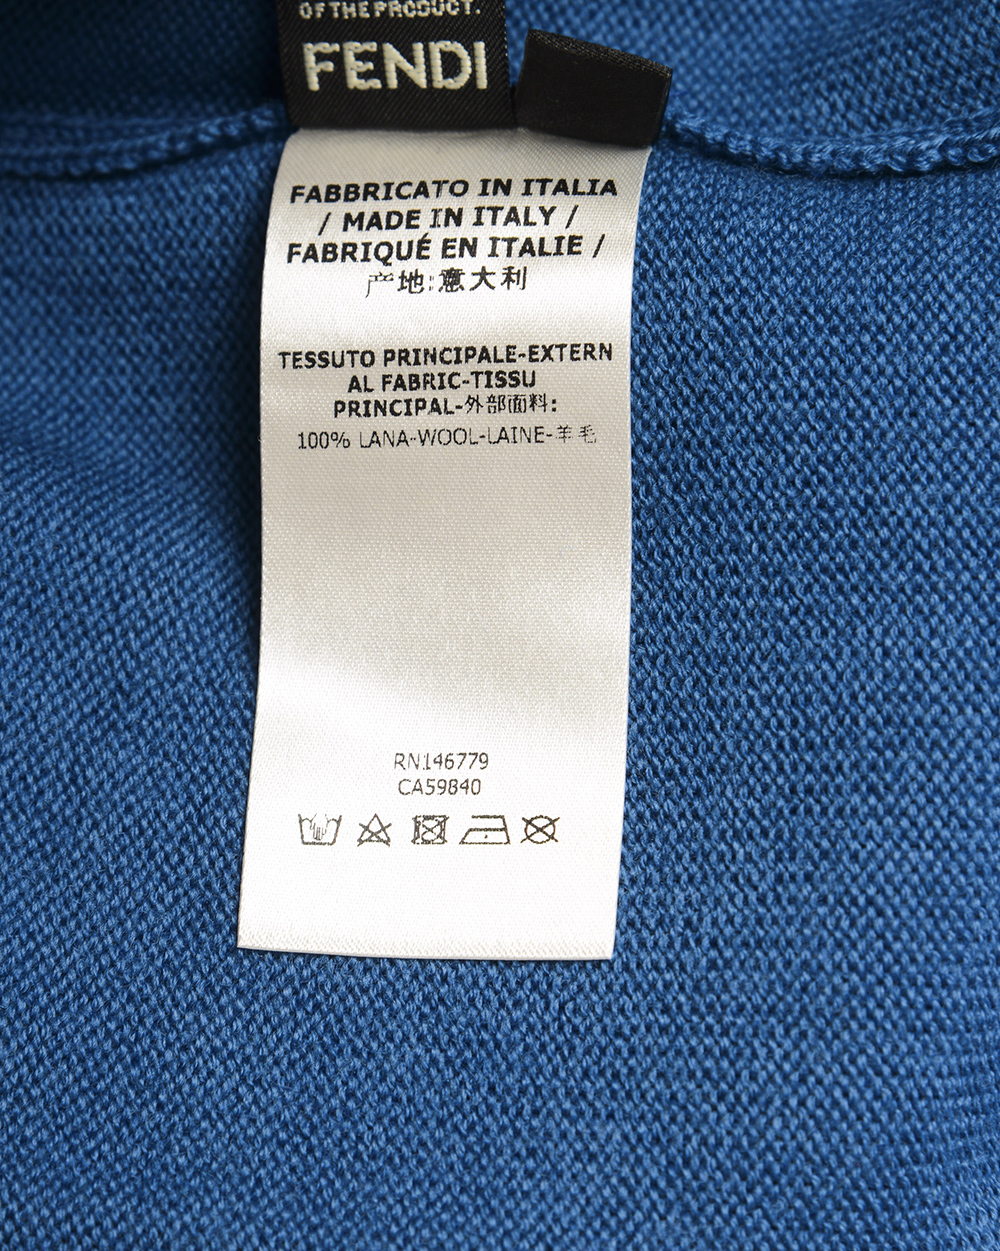 OF THE PRODUCT.
FENDI
FABBRICATO IN ITALIA
/ MADE IN ITALY /
FABRIQUÉ EN ITALIE /
产地:意大利
TESSUTO PRINCIPALE-EXTERN
AL FABRIC-TISSU
PRINCIPAL-外部面料:
100% LANA-WOOL-LAINE-羊毛
RN146779
CA59840